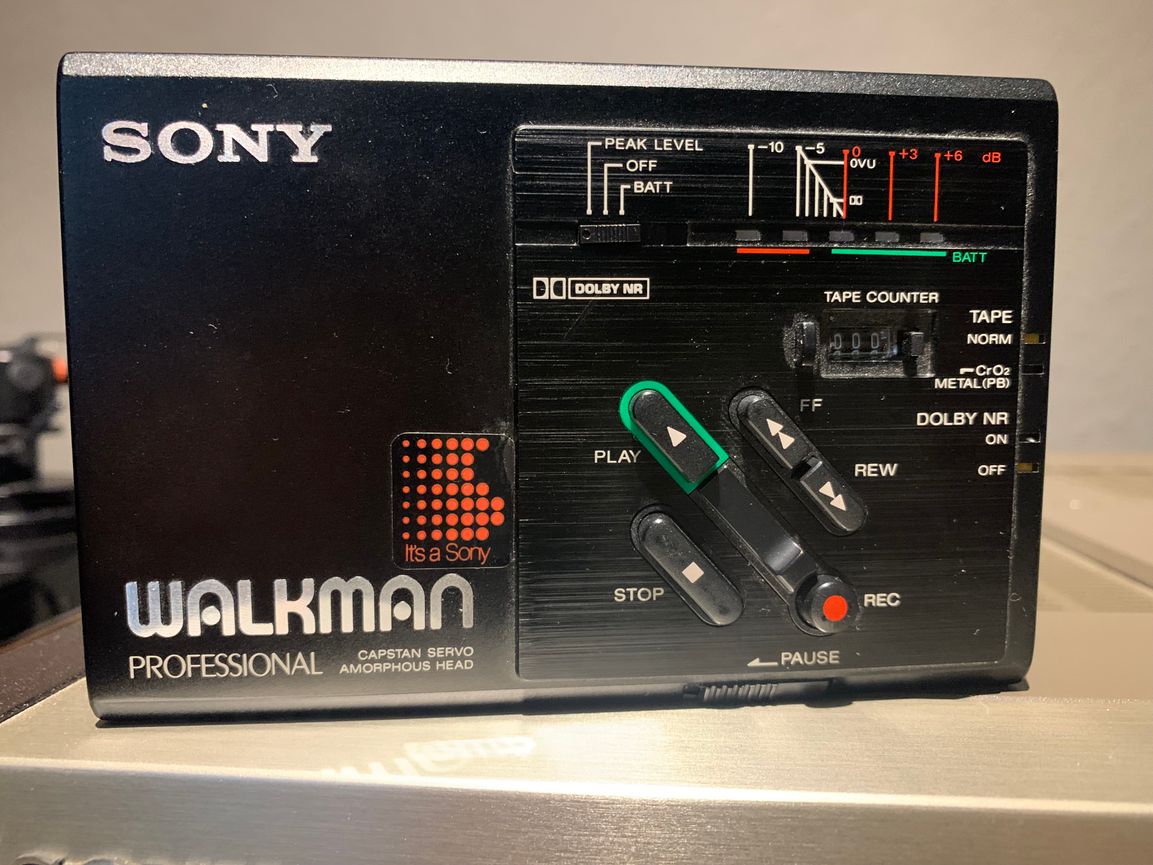 SONY
PEAK LEVEL
OFF
BATT
-10 -5 0 +3 +6 dB
0VU
BATT
DOLBY NR
TAPE COUNTER
000
TAPE
NORM
CrO₂
METAL(PB)
DOLBY NR
ON
OFF
FF
PLAY
REW
It's a Sony
STOP
REC
WALKMAN
PROFESSIONAL
CAPSTAN SERVO
AMORPHOUS HEAD
PAUSE